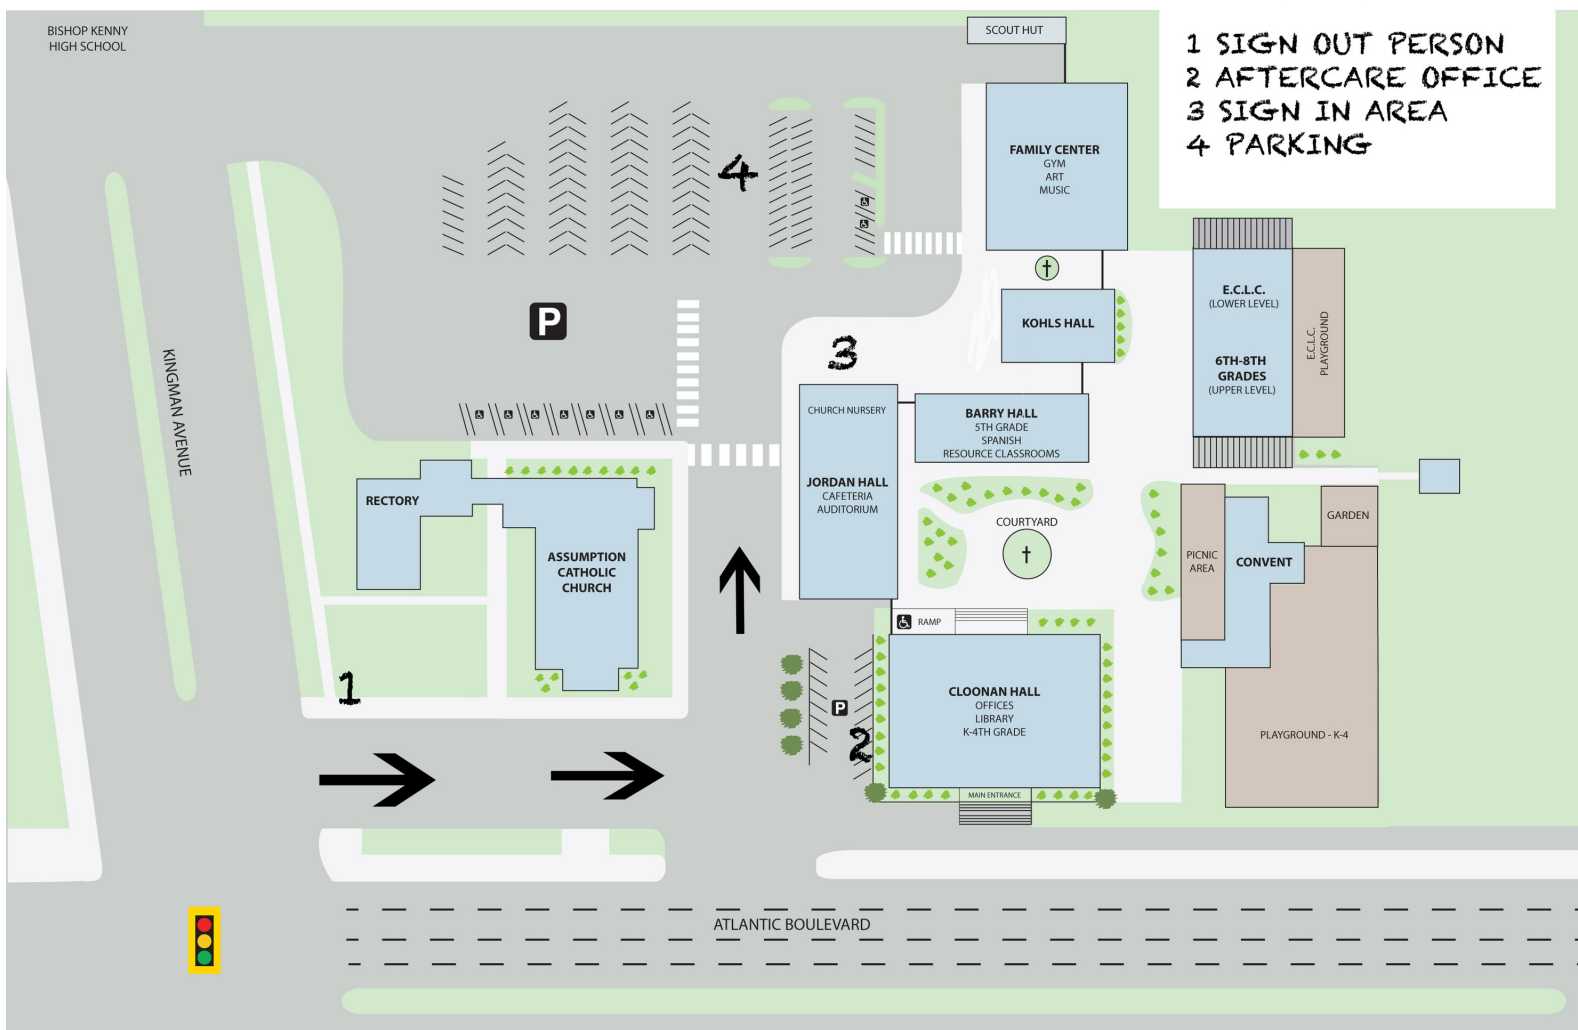 BISHOP KENNY
HIGH SCHOOL
SCOUT HUT
1 SIGN OUT PERSON
2 AFTERCARE OFFICE
3 SIGN IN AREA
4 PARKING
FAMILY CENTER
GYM
ART
MUSIC
4
E.C.L.C.
(LOWER LEVEL)
6TH-8TH
GRADES
(UPPER LEVEL)
E.C.L.C.
PLAYGROUND
P
KOHLS HALL
3
KINGMAN AVENUE
CHURCH NURSERY
JORDAN HALL
CAFETERIA
AUDITORIUM
BARRY HALL
5TH GRADE
SPANISH
RESOURCE CLASSROOMS
RECTORY
ASSUMPTION
CATHOLIC
CHURCH
COURTYARD
PICNIC
AREA
CONVENT
GARDEN
RAMP
1
P
2
CLOONAN HALL
OFFICES
LIBRARY
K-4TH GRADE
MAIN ENTRANCE
PLAYGROUND - K-4
ATLANTIC BOULEVARD